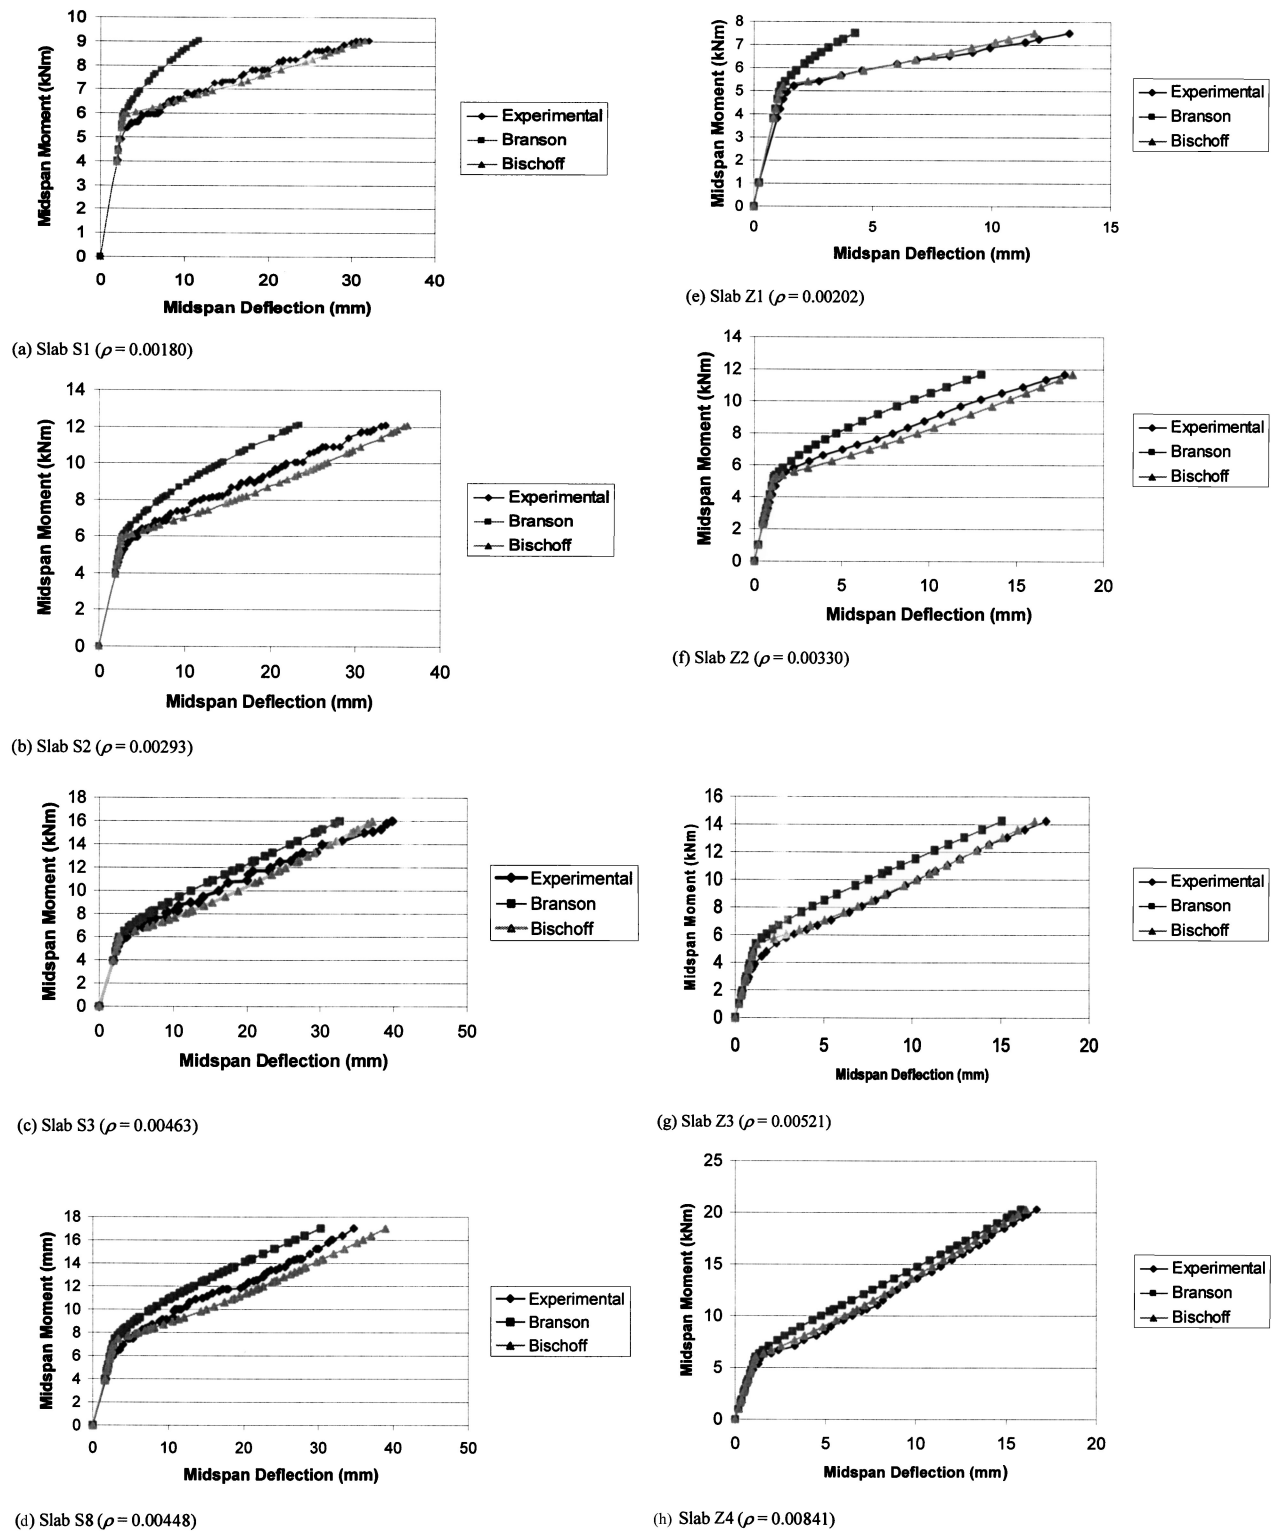 10
9
8
7
6
5
4
3
2
1
0
Midspan Moment (kNm)
0 10 20 30 40
Midspan Deflection (mm)
Experimental
Branson
Bischoff
(a) Slab S1 (ρ = 0.00180)
14
12
10
8
6
4
2
0
Midspan Moment (kNm)
0 10 20 30 40
Midspan Deflection (mm)
Experimental
Branson
Bischoff
(b) Slab S2 (ρ = 0.00293)
18
16
14
12
10
8
6
4
2
0
Midspan Moment (kNm)
0 10 20 30 40 50
Midspan Deflection (mm)
Experimental
Branson
Bischoff
(c) Slab S3 (ρ = 0.00463)
18
16
14
12
10
8
6
4
2
0
Midspan Moment (mm)
0 10 20 30 40 50
Midspan Deflection (mm)
Experimental
Branson
Bischoff
(d) Slab S8 (ρ = 0.00448)
8
7
6
5
4
3
2
1
0
Midspan Moment (kNm)
0 5 10 15
Midspan Deflection (mm)
Experimental
Branson
Bischoff
(e) Slab Z1 (ρ = 0.00202)
14
12
10
8
6
4
2
0
Midspan Moment (kNm)
0 5 10 15 20
Midspan Deflection (mm)
Experimental
Branson
Bischoff
(f) Slab Z2 (ρ = 0.00330)
16
14
12
10
8
6
4
2
0
Midspan Moment (kNm)
0 5 10 15 20
Midspan Deflection (mm)
Experimental
Branson
Bischoff
(g) Slab Z3 (ρ = 0.00521)
25
20
15
10
5
0
Midspan Moment (kNm)
0 5 10 15 20
Midspan Deflection (mm)
Experimental
Branson
Bischoff
(h) Slab Z4 (ρ = 0.00841)